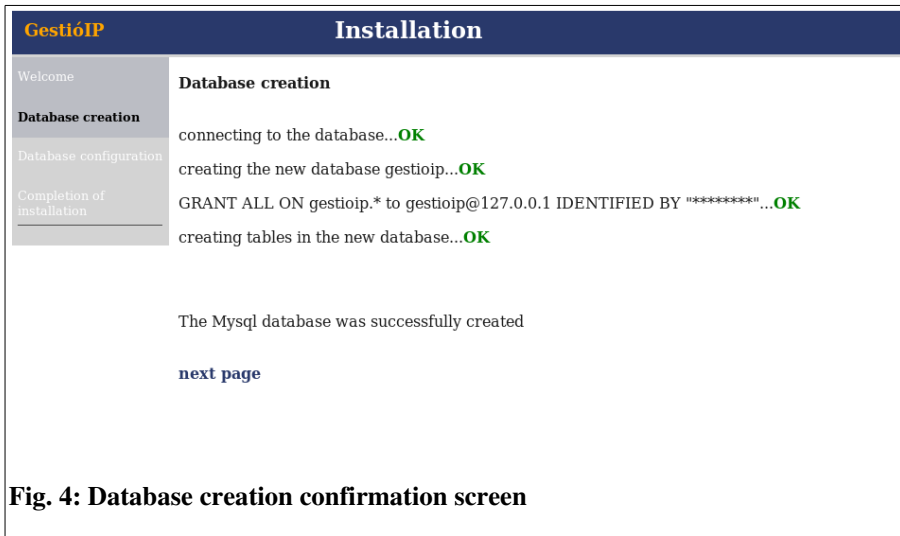 GestióIP
Installation
Welcome
Database creation
Database configuration
Completion of
installation
Database creation
connecting to the database...OK
creating the new database gestioip...OK
GRANT ALL ON gestioip.* to gestioip@127.0.0.1 IDENTIFIED BY "********"...OK
creating tables in the new database...OK
The Mysql database was successfully created
next page
Fig. 4: Database creation confirmation screen